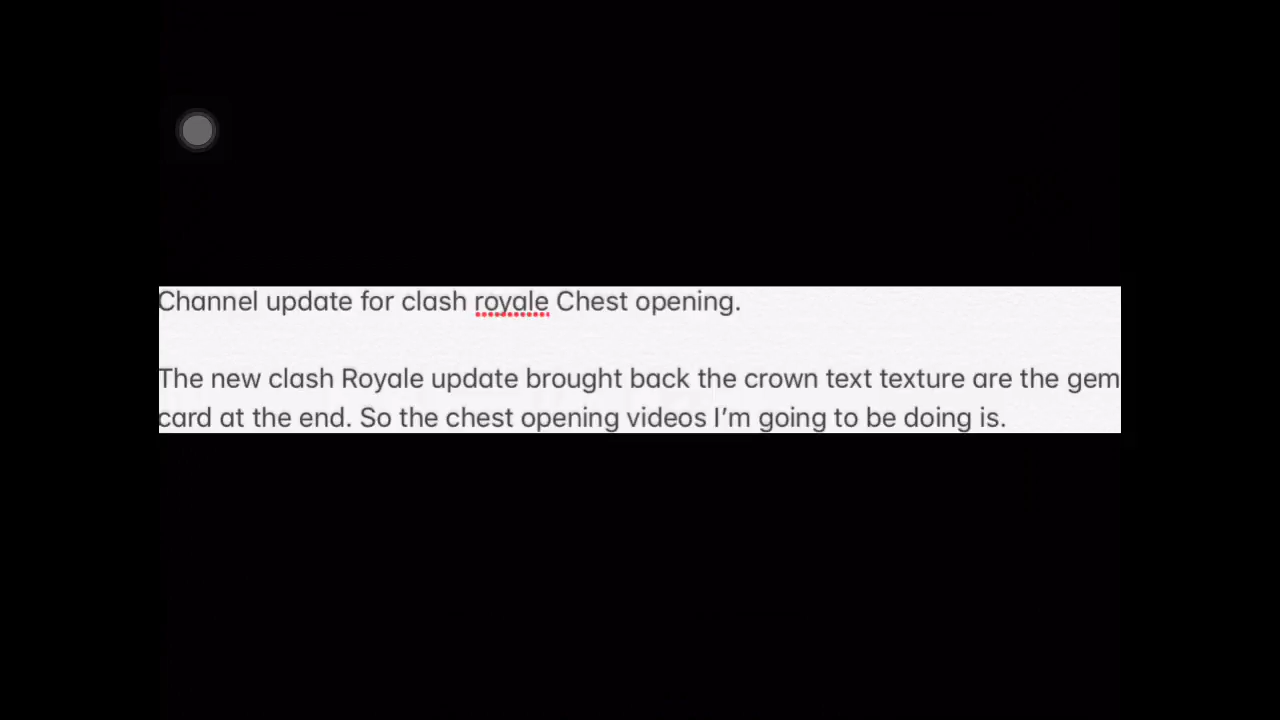 Channel update for clash royale Chest opening.
The new clash Royale update brought back the crown text texture are the gem
card at the end. So the chest opening videos I’m going to be doing is.